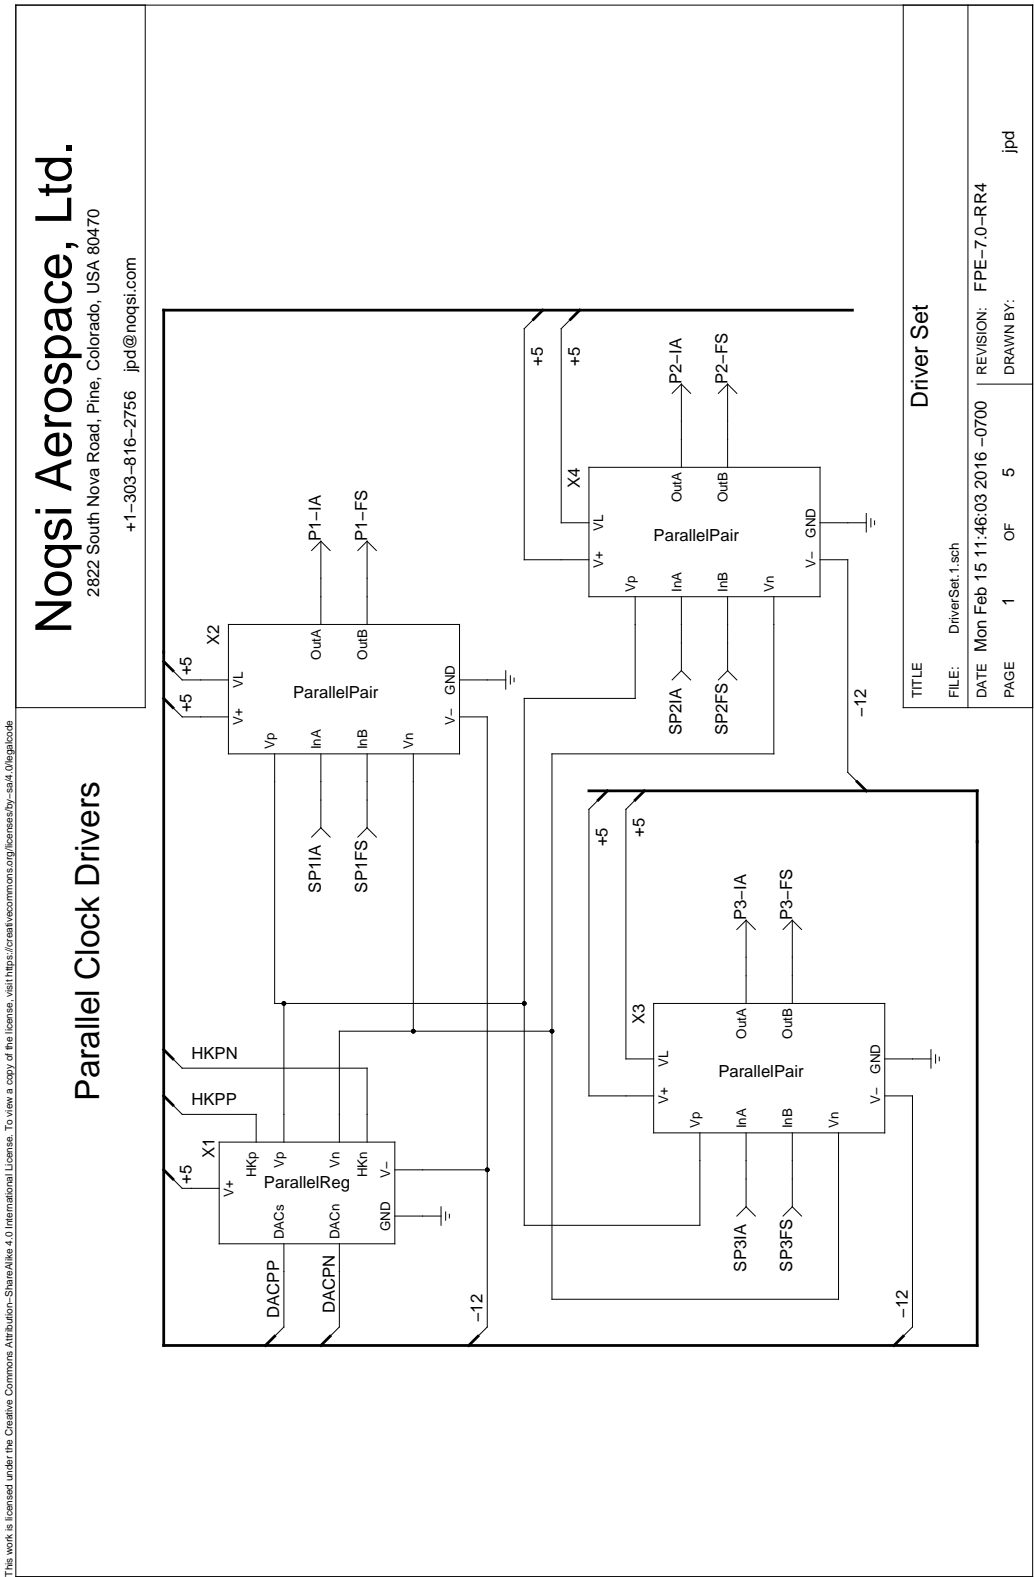 This work is licensed under the Creative Commons Attribution−ShareAlike 4.0 International License. To view a copy of the license, visit https://creativecommons.org/licenses/by−sa/4.0/legalcode
Noqsi Aerospace, Ltd.
2822 South Nova Road, Pine, Colorado, USA 80470
+1−303−816−2756 jpd@noqsi.com
Parallel Clock Drivers
+5
HKPP
HKPN
+5
+5
X1
V+
HKp
Vp
Vn
HKn
DACs
DACn
ParallelReg
GND
V−
DACPP
DACPN
−12
X2
V+
VL
Vp
InA
InB
Vn
ParallelPair
OutA
OutB
V−
GND
SP1IA
SP1FS
P1−IA
P1−FS
+5
+5
X4
V+
VL
Vp
InA
InB
Vn
ParallelPair
OutA
OutB
V−
GND
SP2IA
SP2FS
P2−IA
P2−FS
−12
+5
+5
X3
V+
VL
Vp
InA
InB
Vn
ParallelPair
OutA
OutB
V−
GND
SP3IA
SP3FS
P3−IA
P3−FS
−12
TITLE
Driver Set
FILE: DriverSet.1.sch
REVISION: FPE−7.0−RR4
DATE Mon Feb 15 11:46:03 2016 −0700
PAGE 1 OF 5
DRAWN BY: jpd